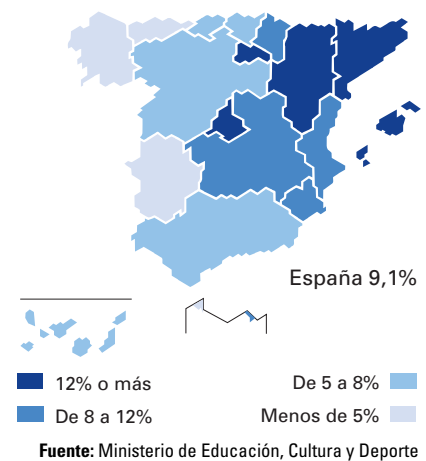 España 9,1%
12% o más
De 5 a 8%
De 8 a 12%
Menos de 5%
Fuente: Ministerio de Educación, Cultura y Deporte